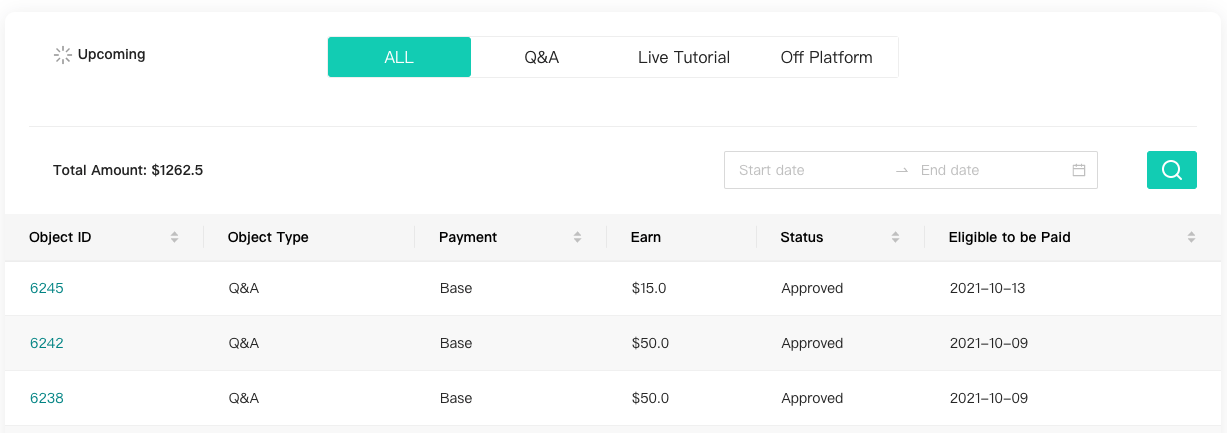 Upcoming ALL Q&A Live Tutorial Off Platform
Total Amount: $1262.5 Start date → End date
Object ID Object Type Payment Earn Status Eligible to be Paid
6245 Q&A Base $15.0 Approved 2021-10-13
6242 Q&A Base $50.0 Approved 2021-10-09
6238 Q&A Base $50.0 Approved 2021-10-09